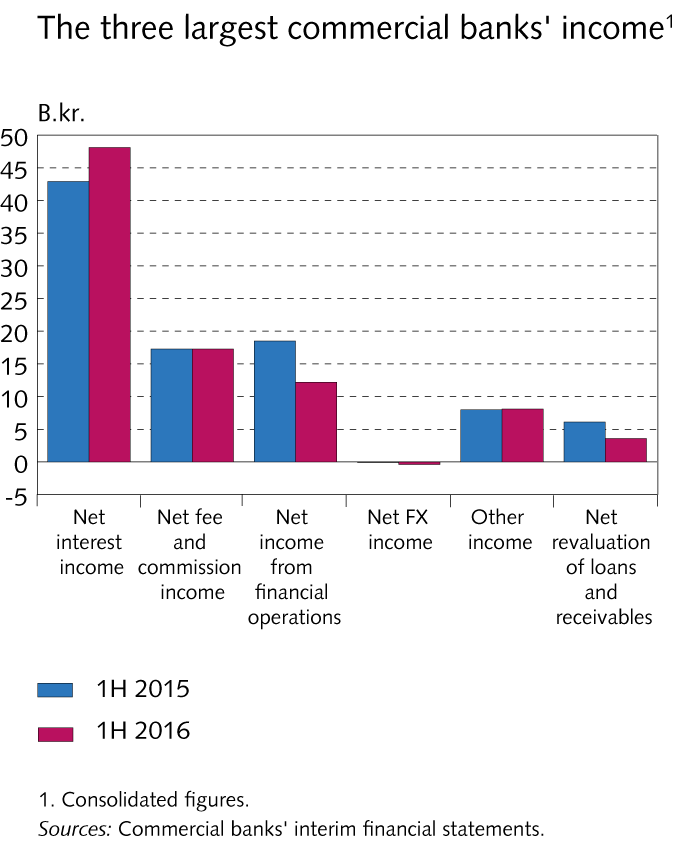 The three largest commercial banks' income¹
B.kr.
50
45
40
35
30
25
20
15
10
5
0
-5
Net
interest
income
Net fee
and
commission
income
Net
income
from
financial
operations
Net FX
income
Other
income
Net
revaluation
of loans
and
receivables
1H 2015
1H 2016
1. Consolidated figures.
Sources: Commercial banks' interim financial statements.